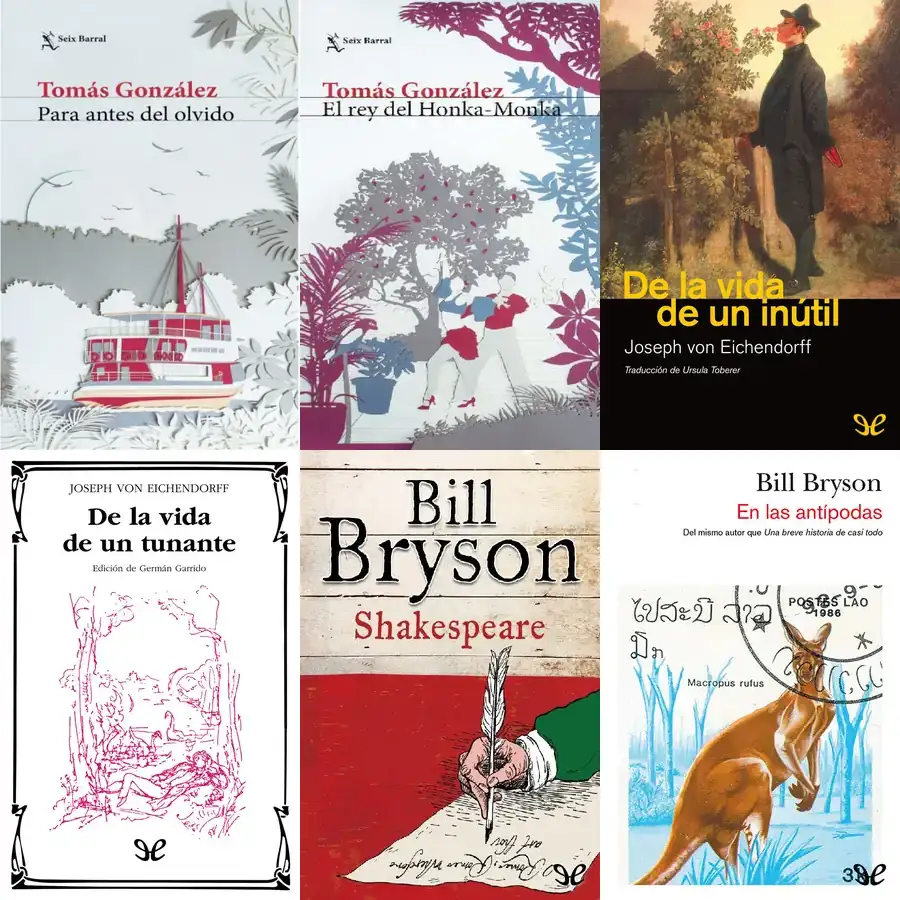 Seix Barral
Tomás González
Para antes del olvido
Seix Barral
Tomás González
El rey del Honka-Monka
De la vida
de un inútil
Joseph von Eichendorff
Traducción de Ursula Toberer
JOSEPH VON EICHENDORFF
De la vida
de un tunante
Edición de Germán Garrido
Bill
Bryson
Shakespeare
Bill Bryson
En las antípodas
Del mismo autor que Una breve historia de casi todo
POSTES LAO
1986
Macropus rufus